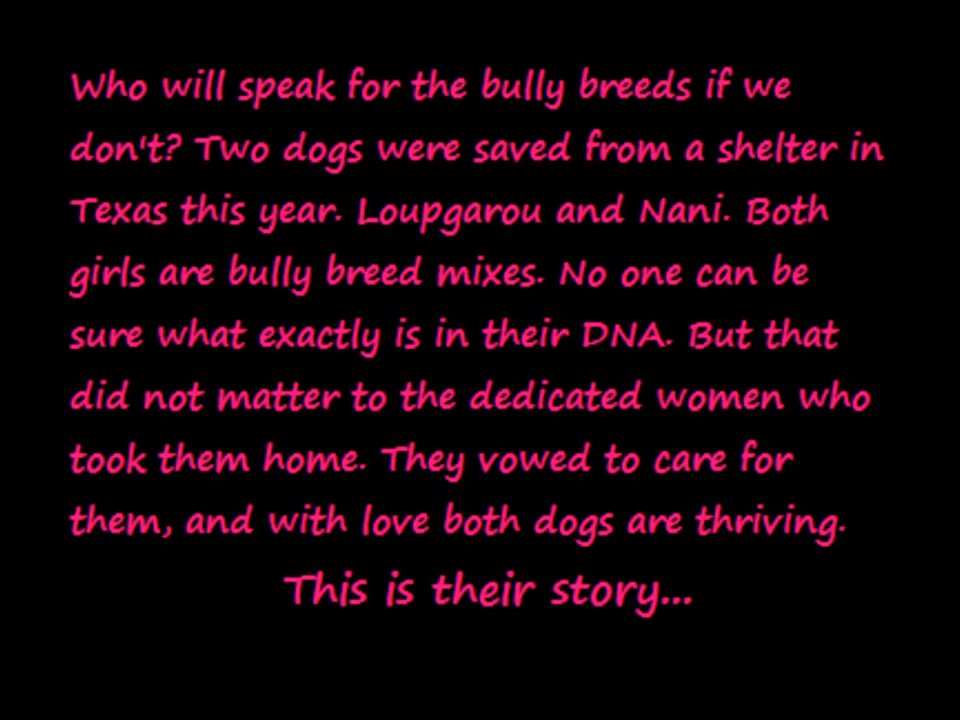 Who will speak for the bully breeds if we
don't? Two dogs were saved from a shelter in
Texas this year. Loupgarou and Nani. Both
girls are bully breed mixes. No one can be
sure what exactly is in their DNA. But that
did not matter to the dedicated women who
took them home. They vowed to care for
them, and with love both dogs are thriving.
This is their story...